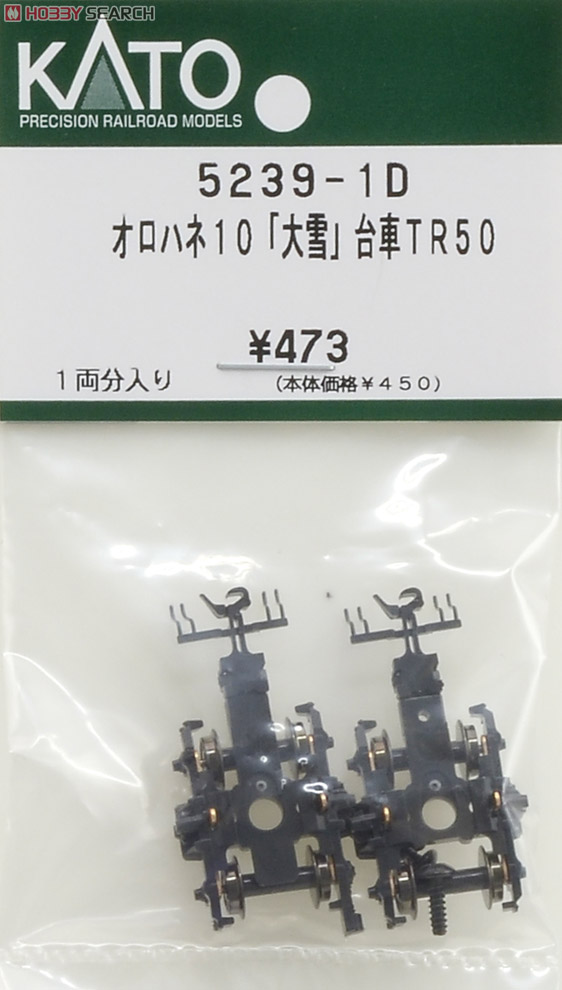 HOBBY SEARCH
KATO
PRECISION RAILROAD MODELS
5239-1D
オロハネ10「大雪」台車TR50
¥473
1両分入り (本体価格¥450)